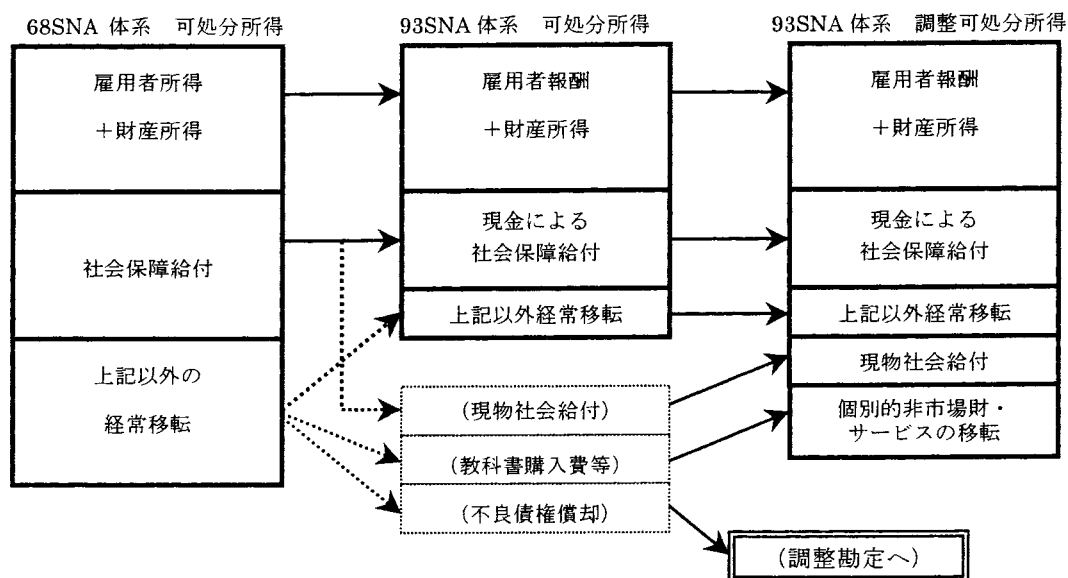 68SNA 体系 可処分所得
雇用者所得
＋財産所得
社会保障給付
上記以外の
経常移転
93SNA 体系 可処分所得
雇用者報酬
＋財産所得
現金による
社会保障給付
上記以外経常移転
(現物社会給付)
(教科書購入費等)
(不良債権償却)
93SNA 体系 調整可処分所得
雇用者報酬
＋財産所得
現金による
社会保障給付
上記以外経常移転
現物社会給付
個別的非市場財・
サービスの移転
(調整勘定へ)